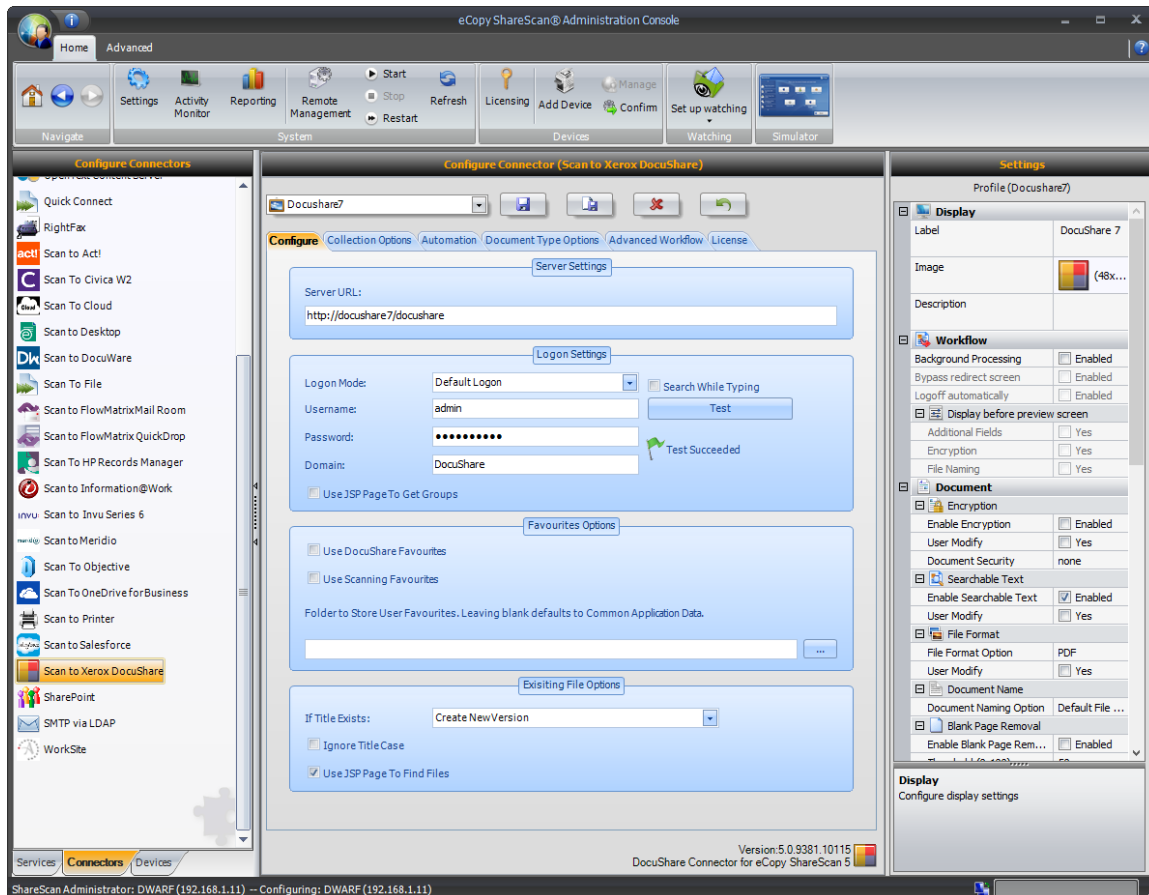 eCopy ShareScan® Administration Console
Home Advanced
Settings
Activity Monitor
Reporting
Remote Management
Start
Stop
Restart
Refresh
Licensing
Add Device
Manage
Confirm
Set up watching
Navigate
System
Devices
Watching
Simulator
Configure Connectors
OpenText Content Server
Quick Connect
RightFax
act!
Scan to Act!
Scan To Civica W2
Scan To Cloud
Scan to Desktop
Scan to DocuWare
Scan To File
Scan to FlowMatrixMail Room
Scan to FlowMatrix QuickDrop
Scan To HP Records Manager
Scan to Information@Work
Scan to Invu Series 6
Scan to Meridio
Scan To Objective
Scan To OneDrive for Business
Scan to Printer
Scan to Salesforce
Scan to Xerox DocuShare
SharePoint
SMTP via LDAP
WorkSite
Services Connectors Devices
Configure Connector (Scan to Xerox DocuShare)
Docushare7
Configure Collection Options Automation Document Type Options Advanced Workflow License
Server Settings
Server URL:
http://docushare7/docushare
Logon Settings
Logon Mode: Default Logon Search While Typing
Username: admin Test
Password: ••••••••••
Test Succeeded
Domain: DocuShare
Use JSP Page To Get Groups
Favourites Options
Use DocuShare Favourites
Use Scanning Favourites
Folder to Store User Favourites. Leaving blank defaults to Common Application Data.
...
Exisiting File Options
If Title Exists: Create New Version
Ignore Title Case
Use JSP Page To Find Files
Version:5.0.9381.10115
DocuShare Connector for eCopy ShareScan 5
Settings
Profile (Docushare7)
Display
Label DocuShare 7
Image (48x...
Description
Workflow
Background Processing Enabled
Bypass redirect screen Enabled
Logoff automatically Enabled
Display before preview screen
Additional Fields Yes
Encryption Yes
File Naming Yes
Document
Encryption
Enable Encryption Enabled
User Modify Yes
Document Security none
Searchable Text
Enable Searchable Text Enabled
User Modify Yes
File Format
File Format Option PDF
User Modify Yes
Document Name
Document Naming Option Default File ...
Blank Page Removal
Enable Blank Page Rem... Enabled
Display
Configure display settings
ShareScan Administrator: DWARF (192.168.1.11) -- Configuring: DWARF (192.168.1.11)